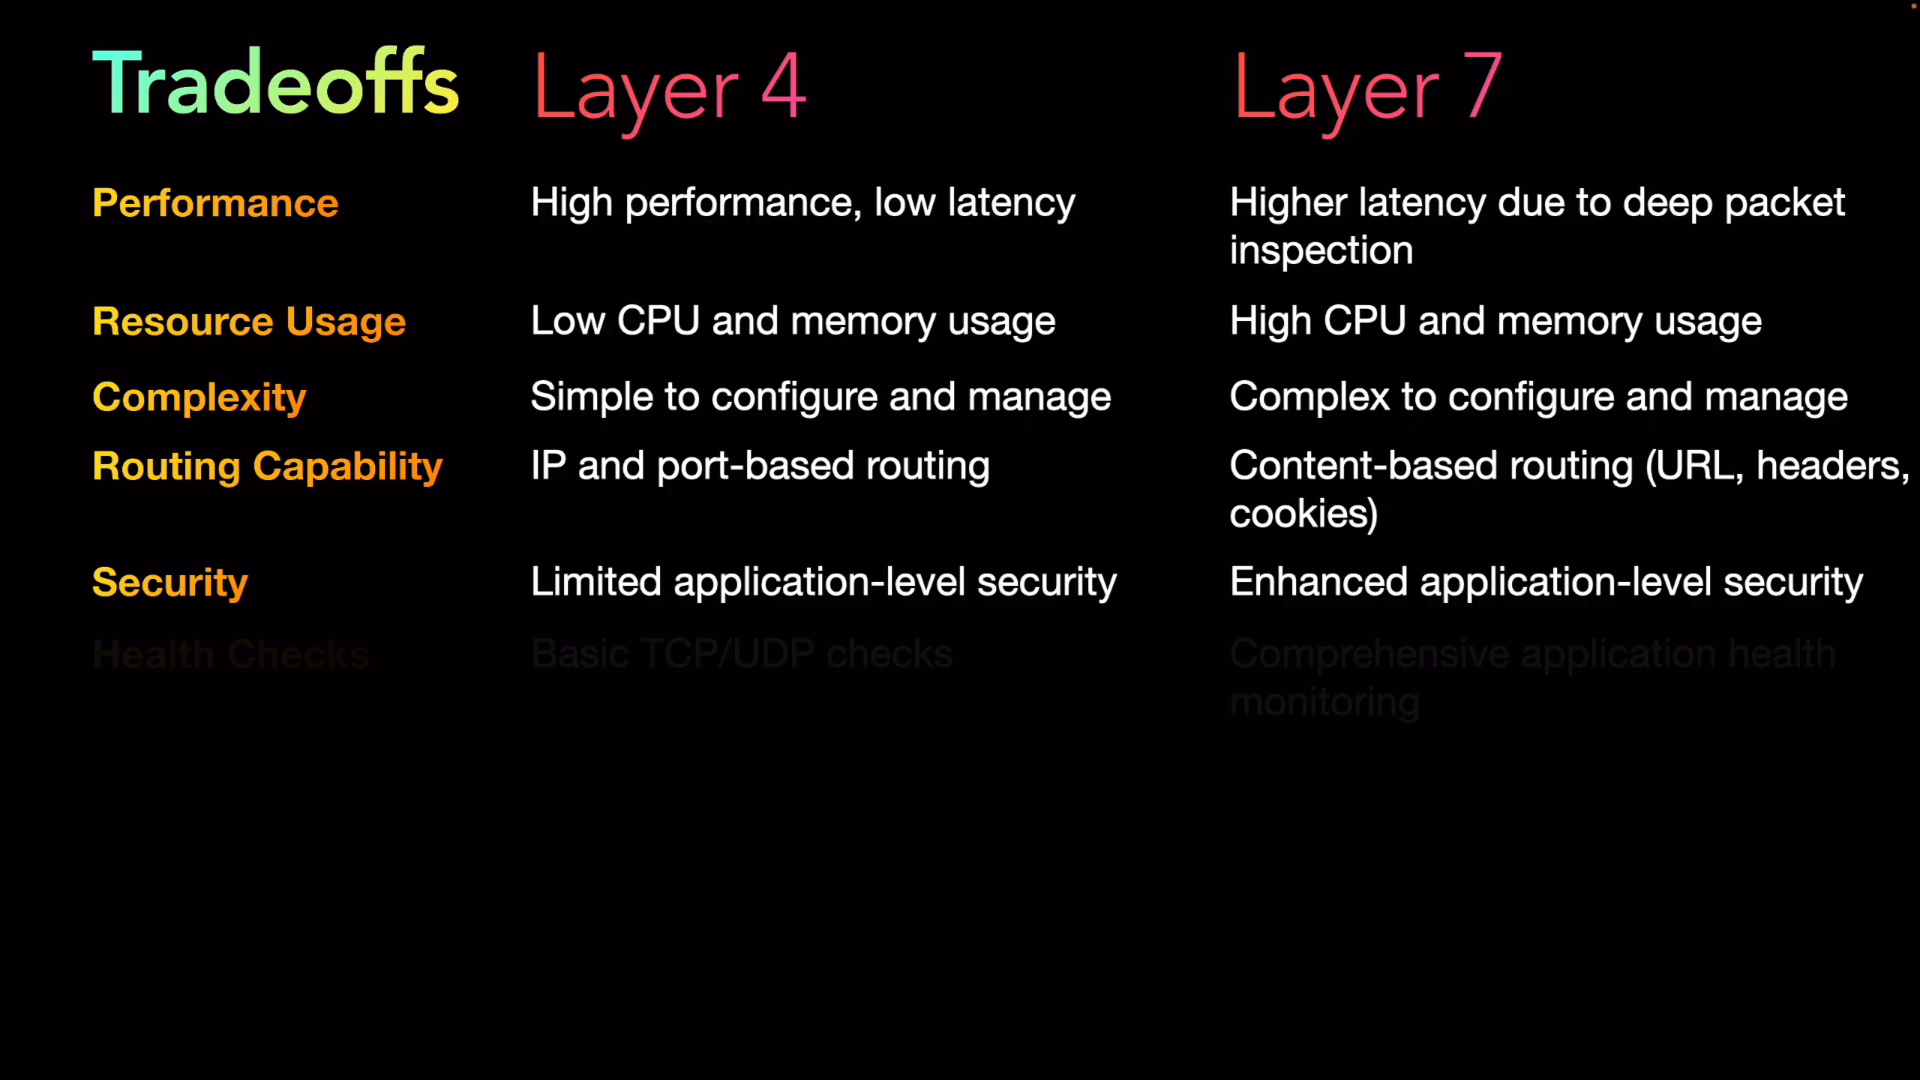 Tradeoffs Layer 4 Layer 7
Performance High performance, low latency Higher latency due to deep packet
inspection
Resource Usage Low CPU and memory usage High CPU and memory usage
Complexity Simple to configure and manage Complex to configure and manage
Routing Capability IP and port-based routing Content-based routing (URL, headers,
cookies)
Security Limited application-level security Enhanced application-level security
Health Checks Basic TCP/UDP checks Comprehensive application health
monitoring